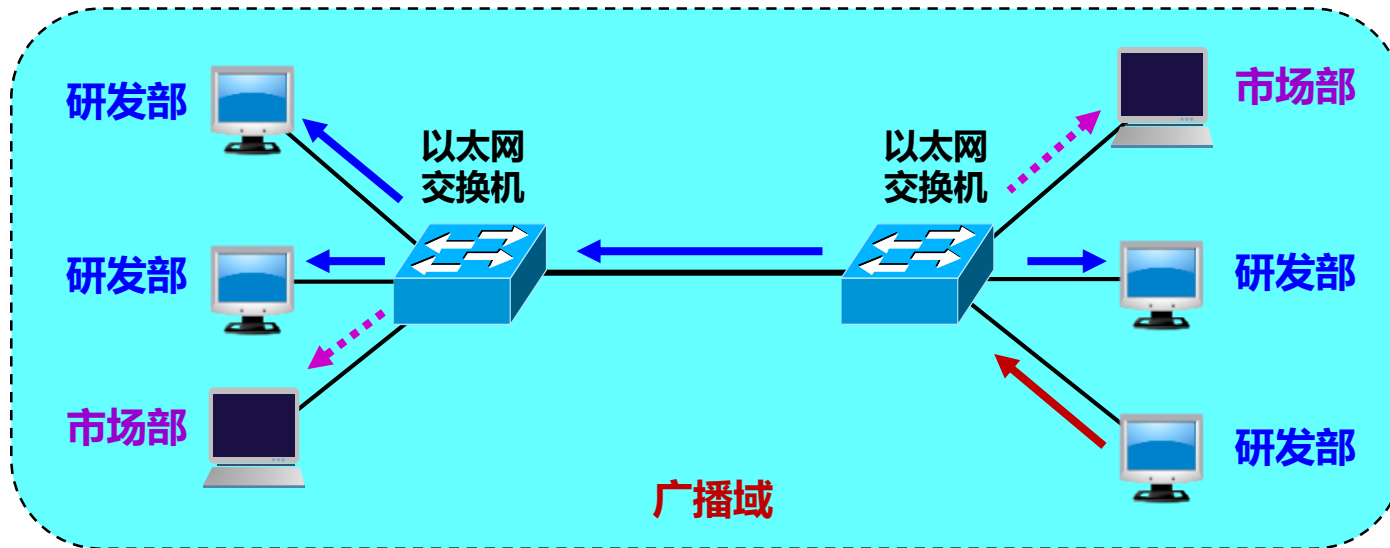 研发部
以太网
交换机
以太网
交换机
市场部
研发部
研发部
市场部
研发部
广播域